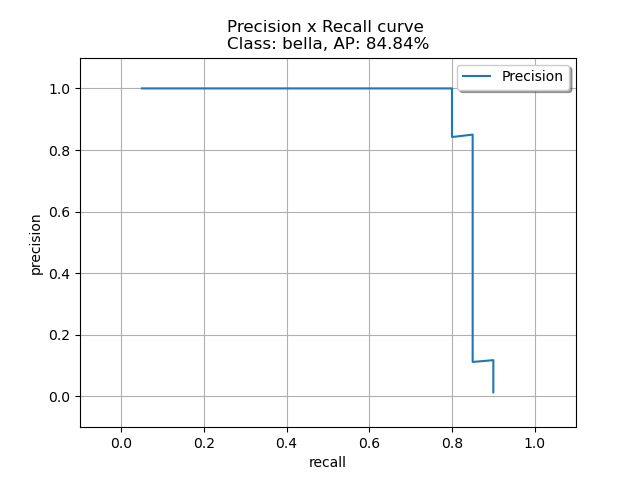 Precision x Recall curve
Class: bella, AP: 84.84%
Precision
1.0
0.8
0.6
0.4
0.2
0.0
precision
0.0 0.2 0.4 0.6 0.8 1.0
recall